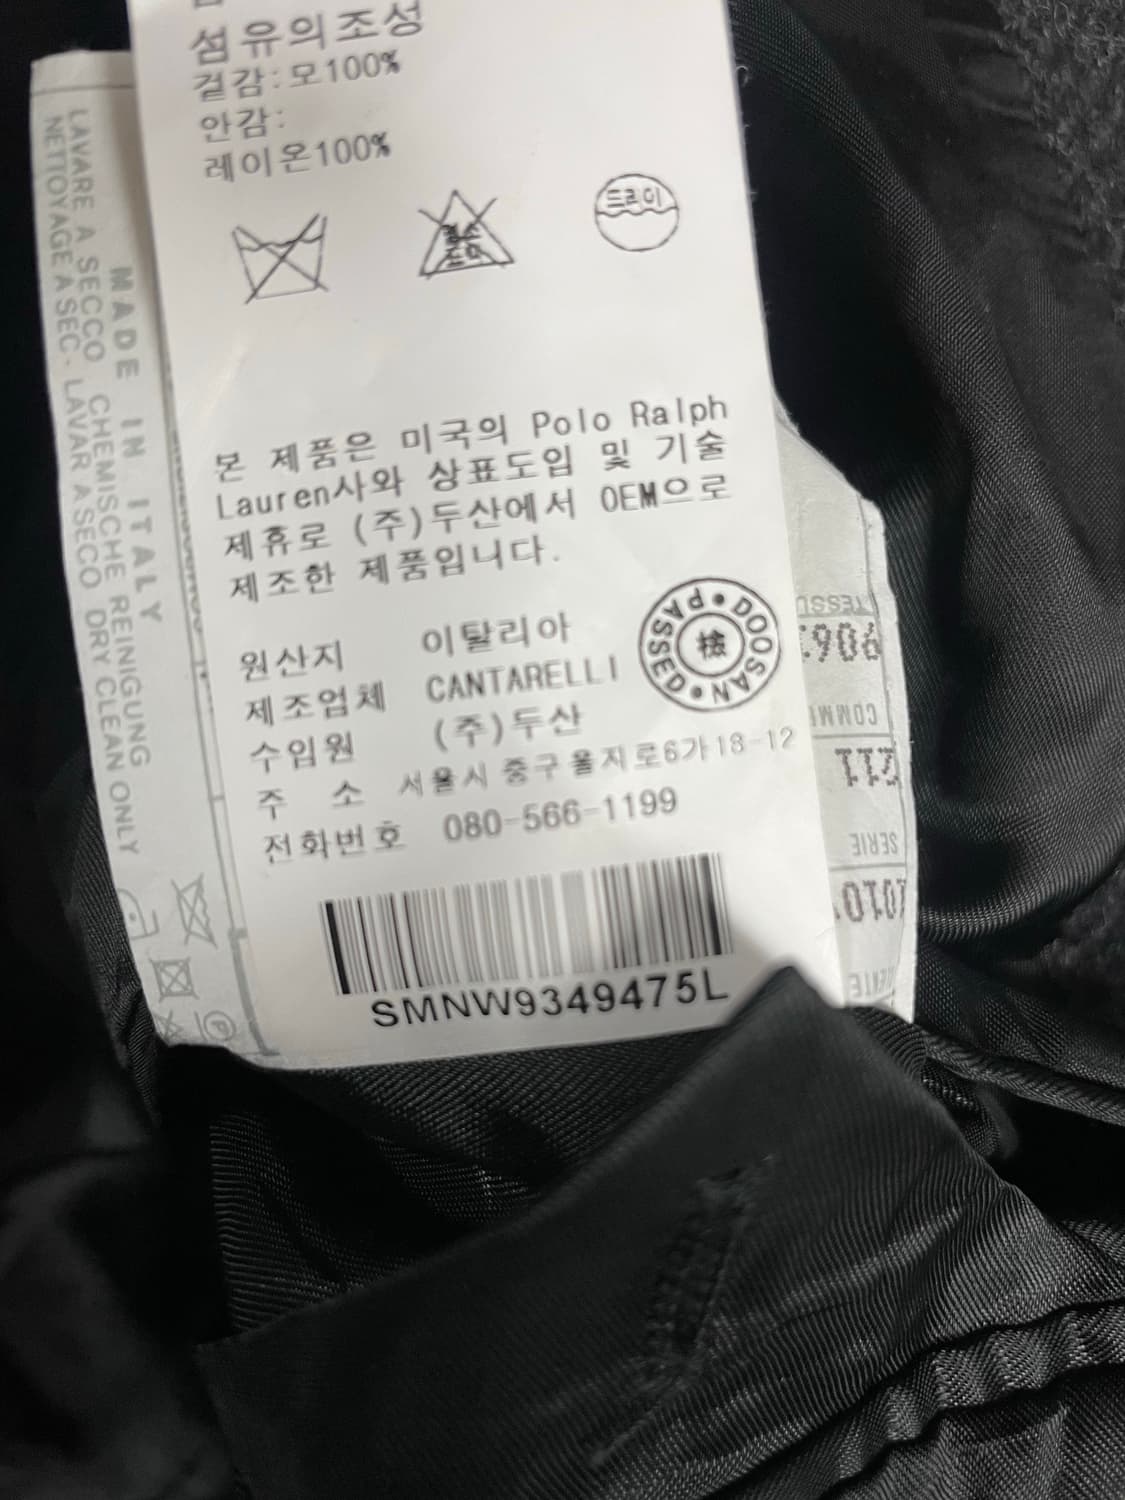 섬유의조성
겉감:모100%
안감:
레이온100%
드라이
본 제품은 미국의 Polo Ralph
Lauren사와 상표도입 및 기술
제휴로 (주)두산에서 OEM으로
제조한 제품입니다.
원산지 이탈리아
제조업체 CANTARELLI
수입원 (주)두산
주 소 서울시 중구 을지로6가 18-12
전화번호 080-566-1199
PASSED • DOOSAN •
檢
SMNW9349475L
MADE IN ITALY
LAVARE A SECCO CHEMISCHE REINIGUNG
NETTOYAGE A SEC- LAVAR A SECO DRY CLEAN ONLY
P
SERIE